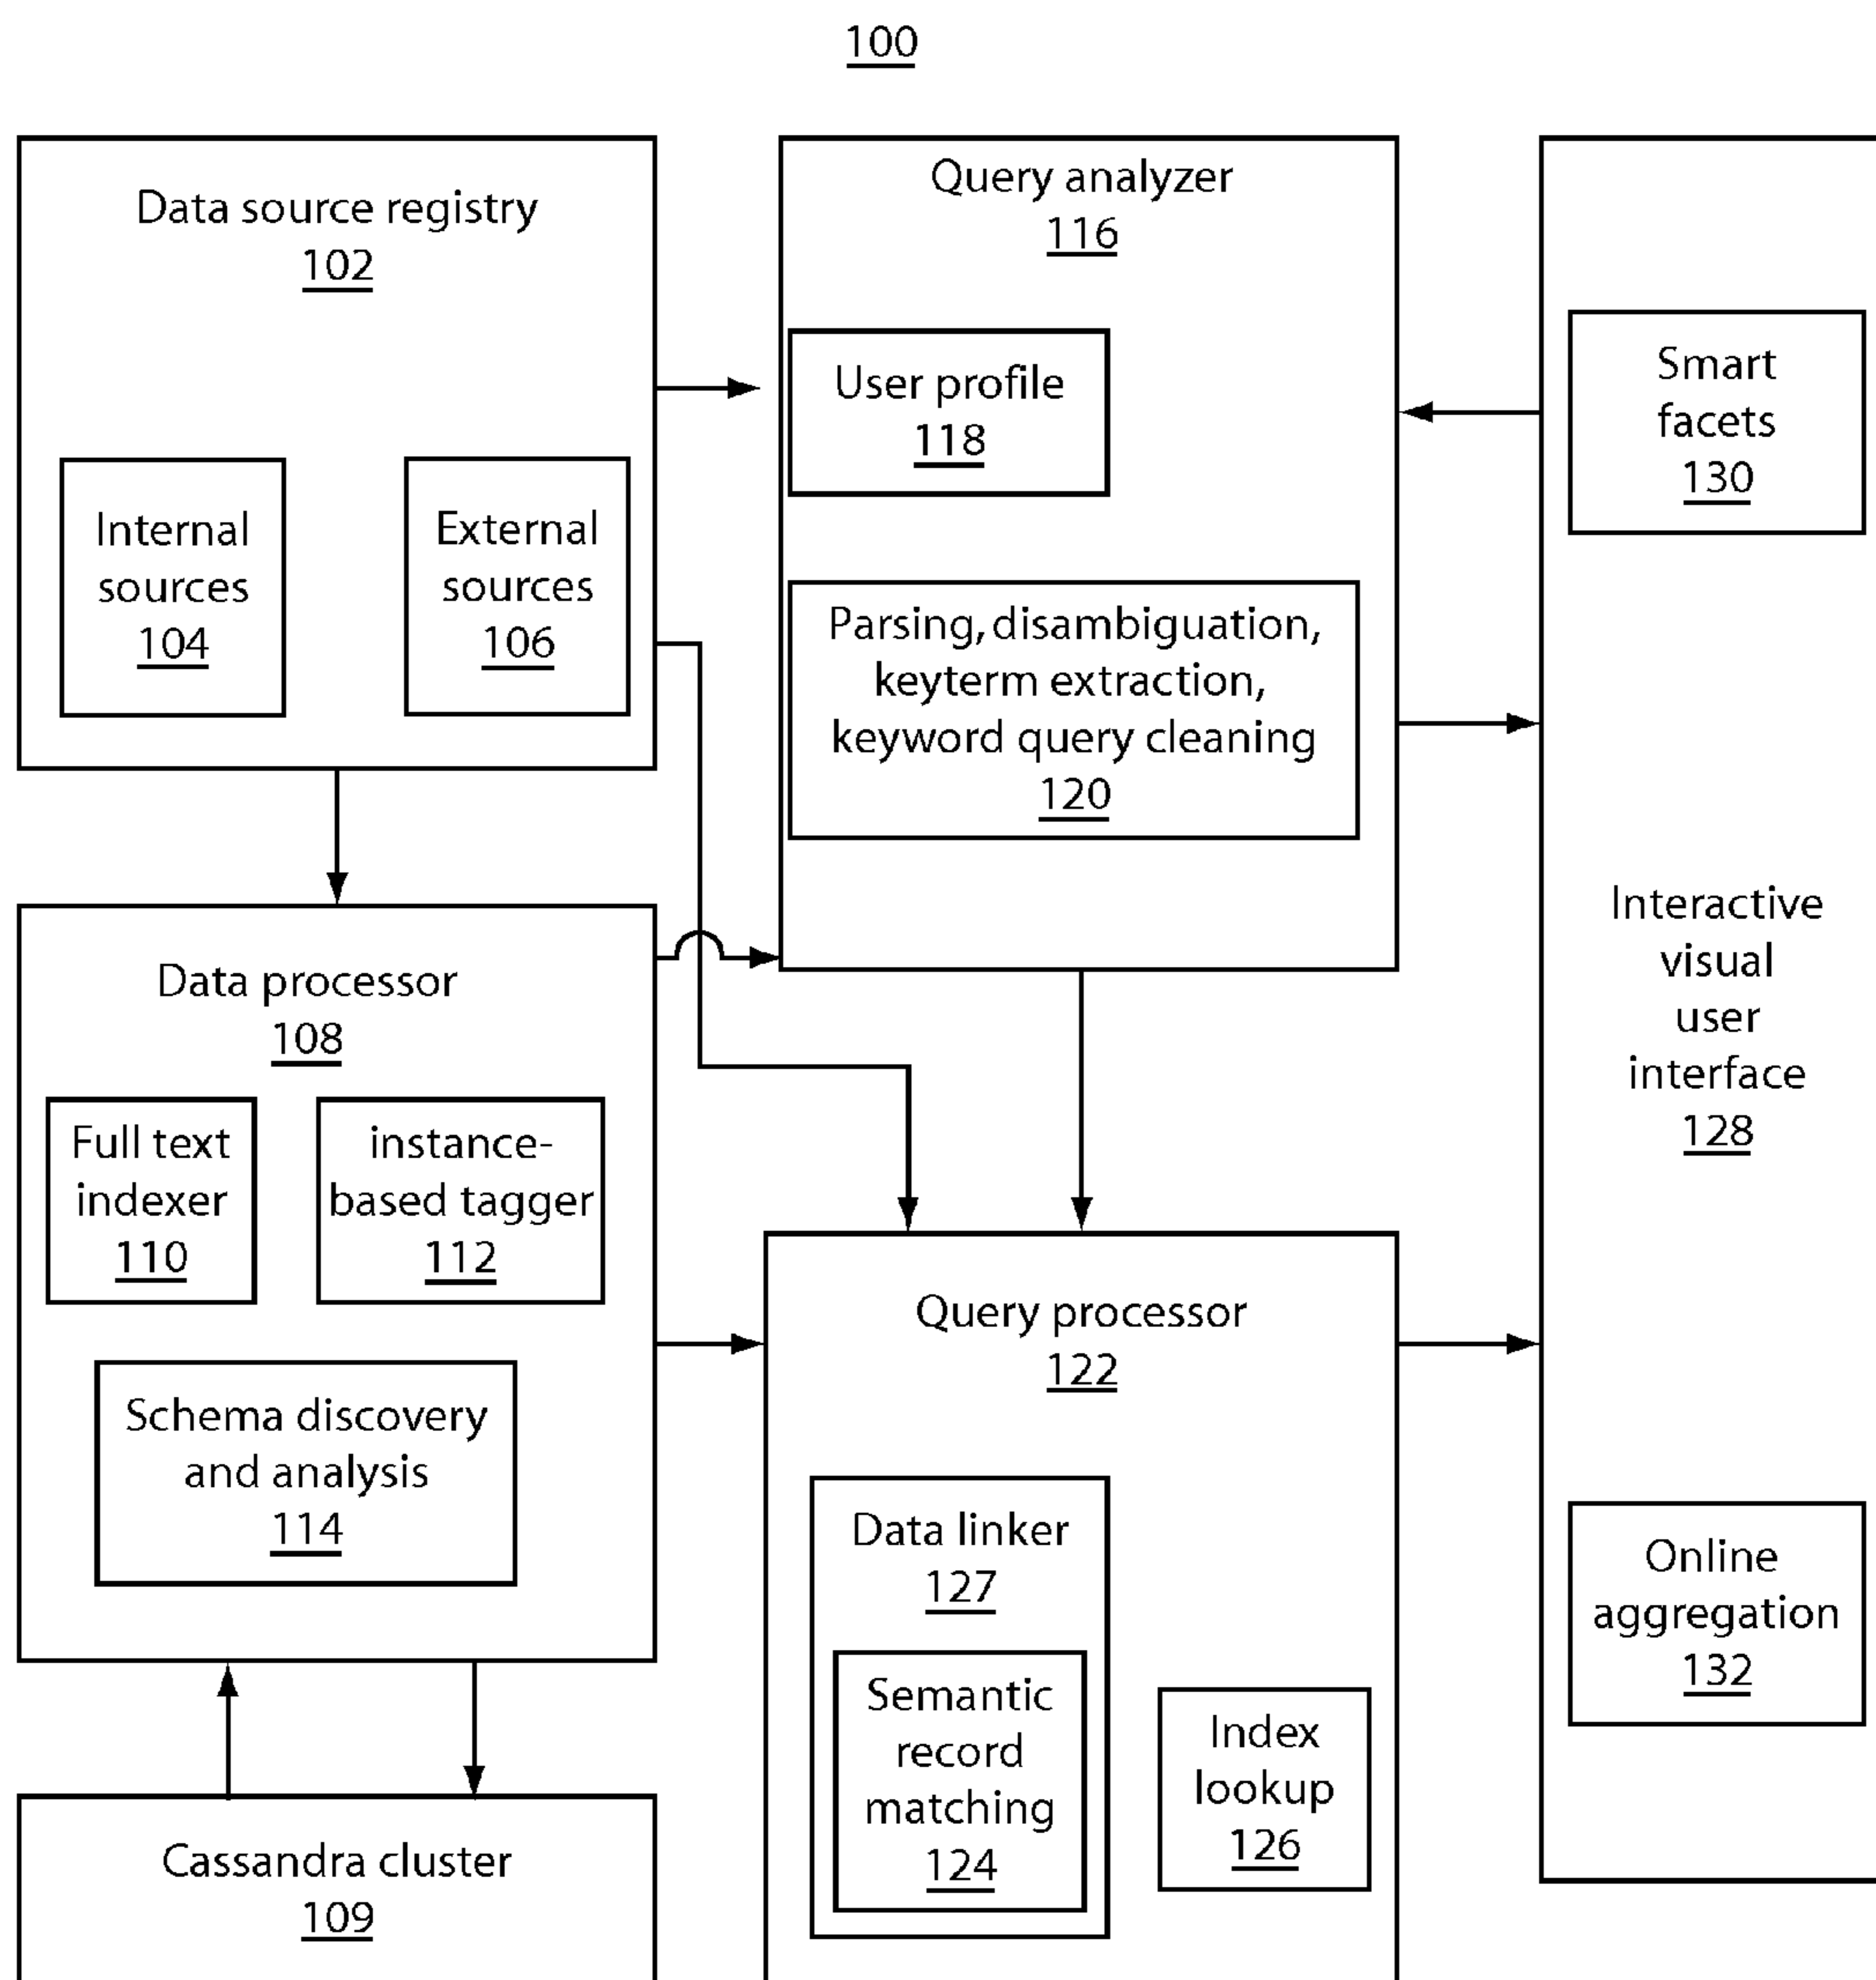 100
Data source registry
102
Internal
sources
104
External
sources
106
Query analyzer
116
User profile
118
Parsing, disambiguation,
keyterm extraction,
keyword query cleaning
120
Smart
facets
130
Interactive
visual
user
interface
128
Online
aggregation
132
Data processor
108
Full text
indexer
110
instance-
based tagger
112
Schema discovery
and analysis
114
Query processor
122
Data linker
127
Semantic
record
matching
124
Index
lookup
126
Cassandra cluster
109